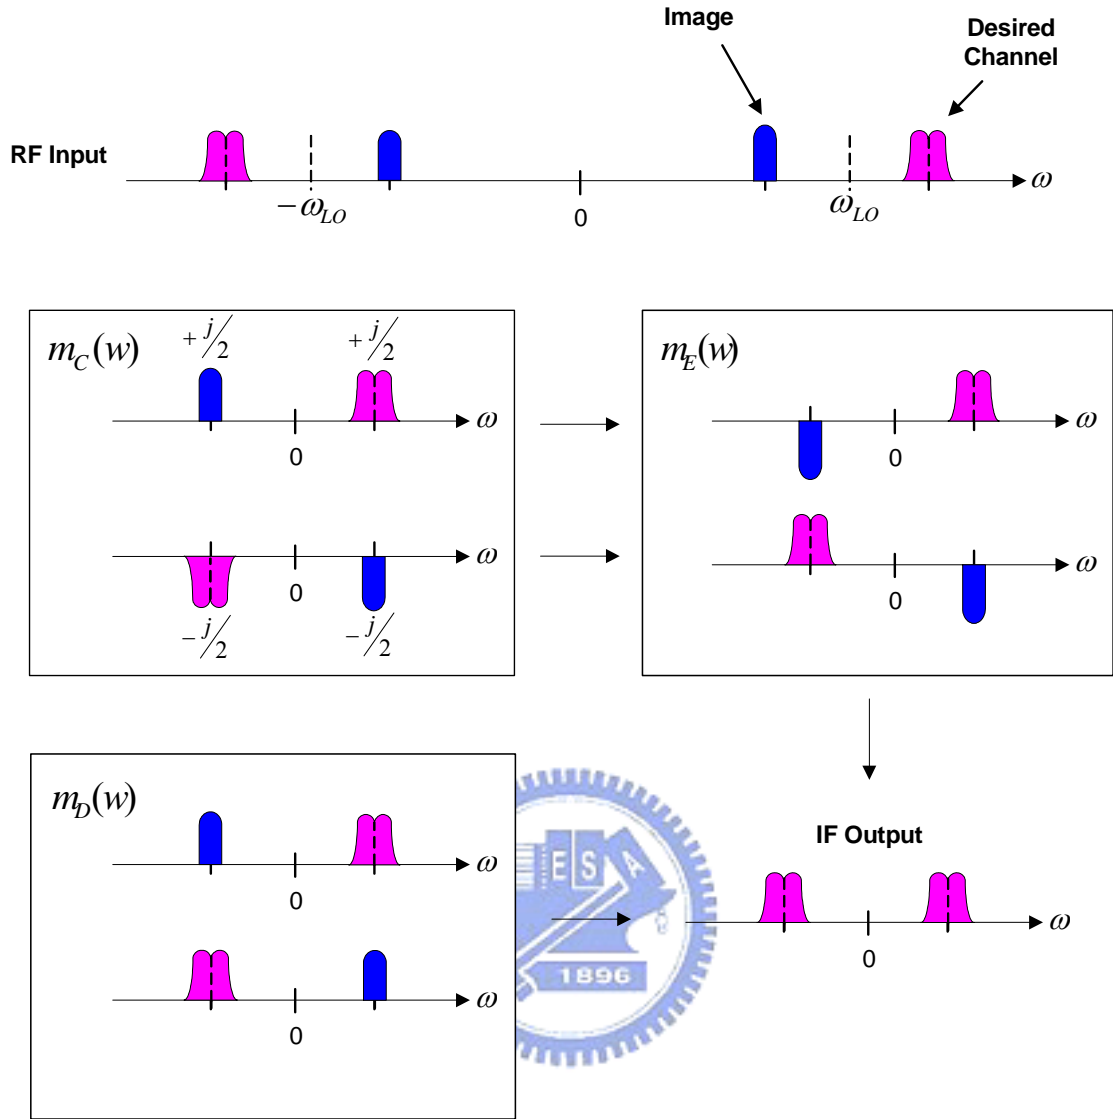 Image
Desired
Channel
RF Input
ω
−ω_LO
0
ω_LO
m_C(w)
+ j/2
+ j/2
ω
0
ω
0
− j/2
− j/2
m_E(w)
ω
0
ω
0
m_D(w)
ω
0
ω
0
IF Output
ω
0
E S A
1896